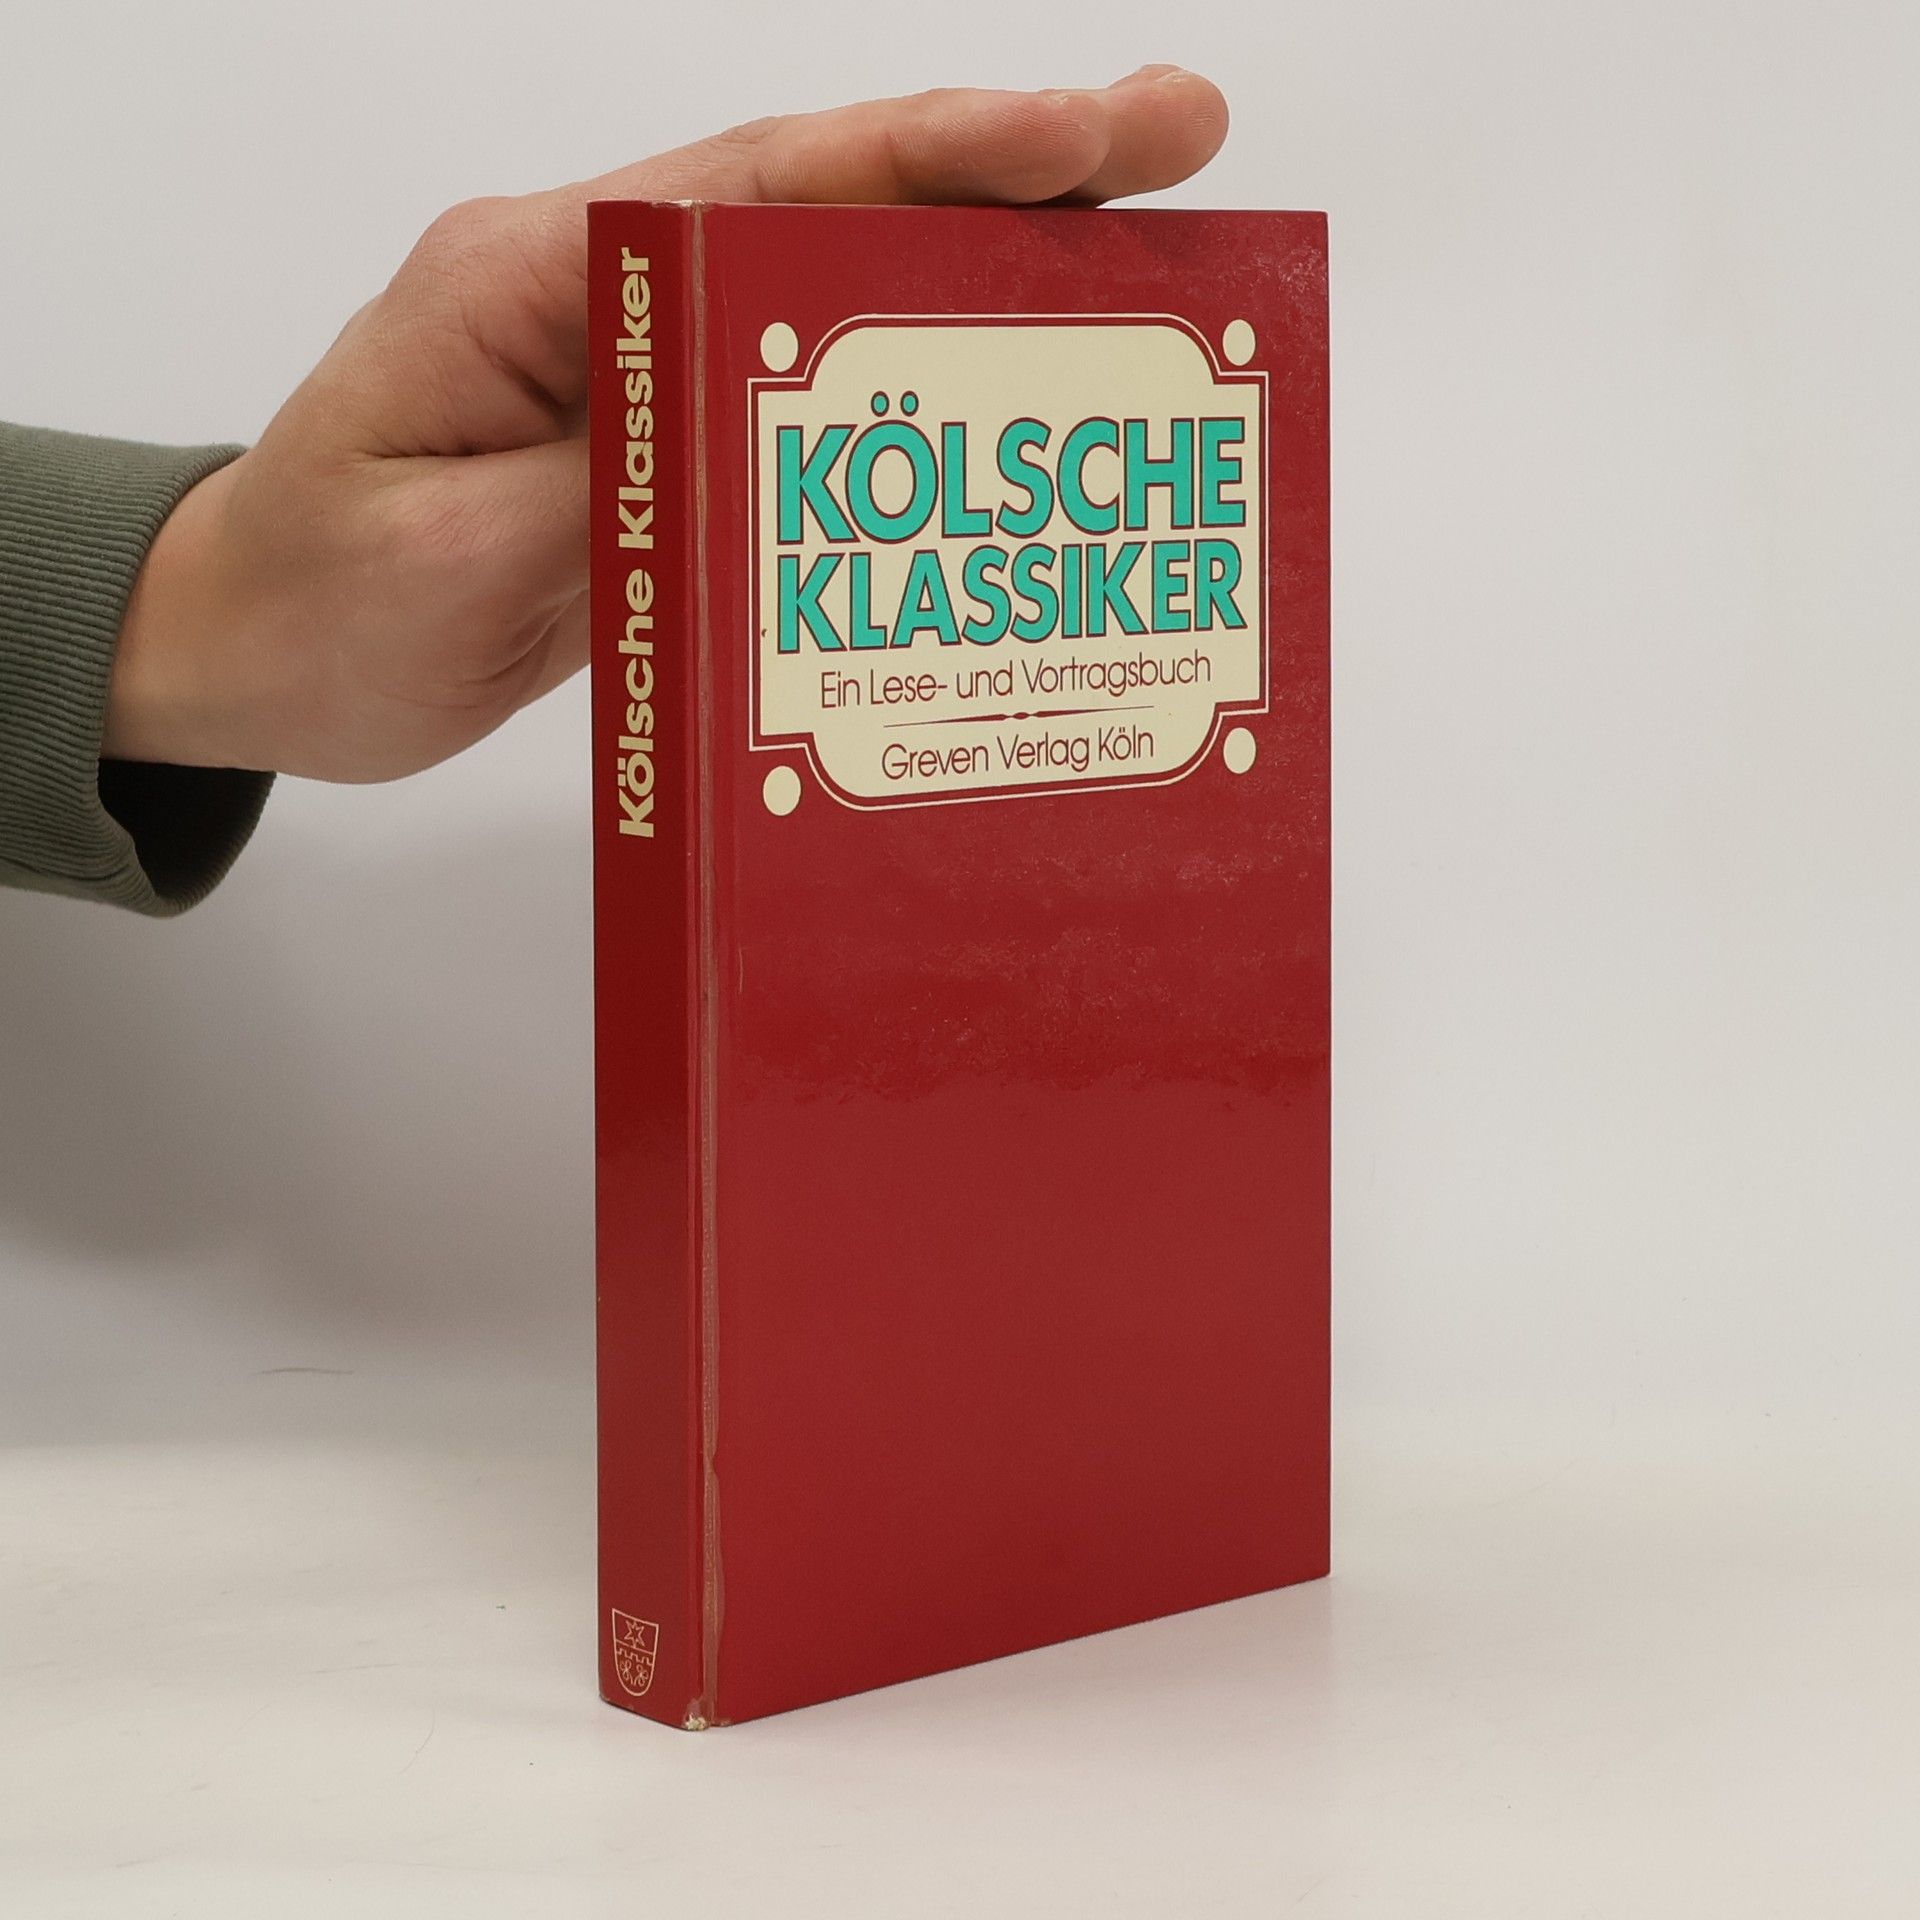 Kölsche Klassiker
KÖLSCHE
KLASSIKER
Ein Lese- und Vortragsbuch
Greven Verlag Köln